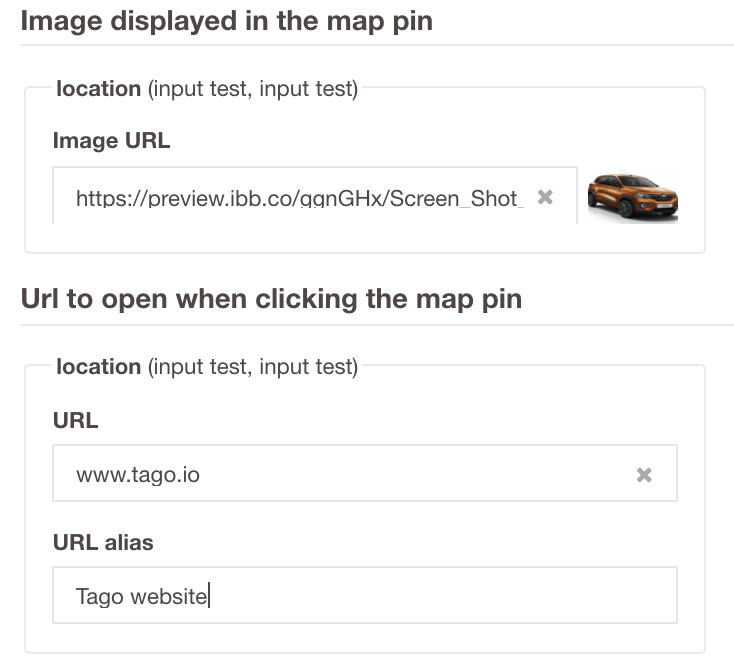 Image displayed in the map pin
location (input test, input test)
Image URL
https://preview.ibb.co/gqnGHx/Screen_Shot_
Url to open when clicking the map pin
location (input test, input test)
URL
www.tago.io
URL alias
Tago website